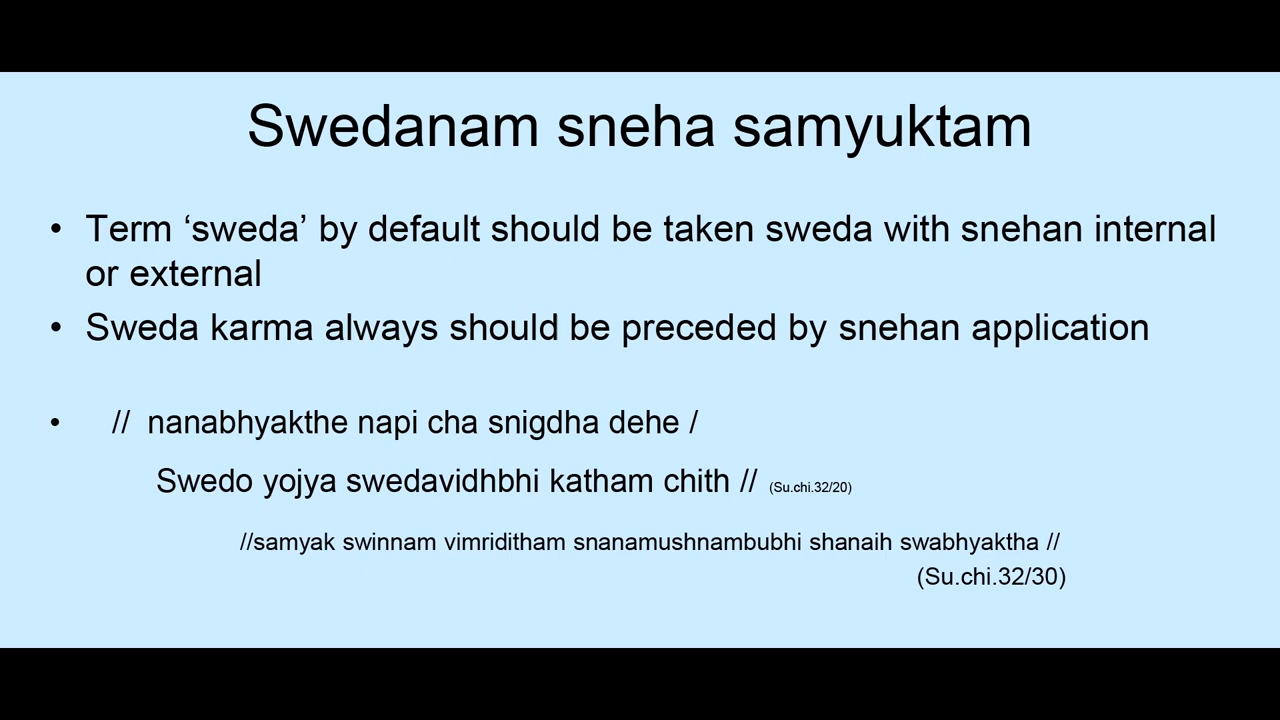 Swedanam sneha samyuktam
• Term ‘sweda’ by default should be taken sweda with snehan internal
or external
• Sweda karma always should be preceded by snehan application
• // nanabhyakthe napi cha snigdha dehe /
Swedo yojya swedavidhbhi katham chith // (Su.chi.32/20)
//samyak swinnam vimriditham snanamushnambubhi shanaih swabhyaktha //
(Su.chi.32/30)